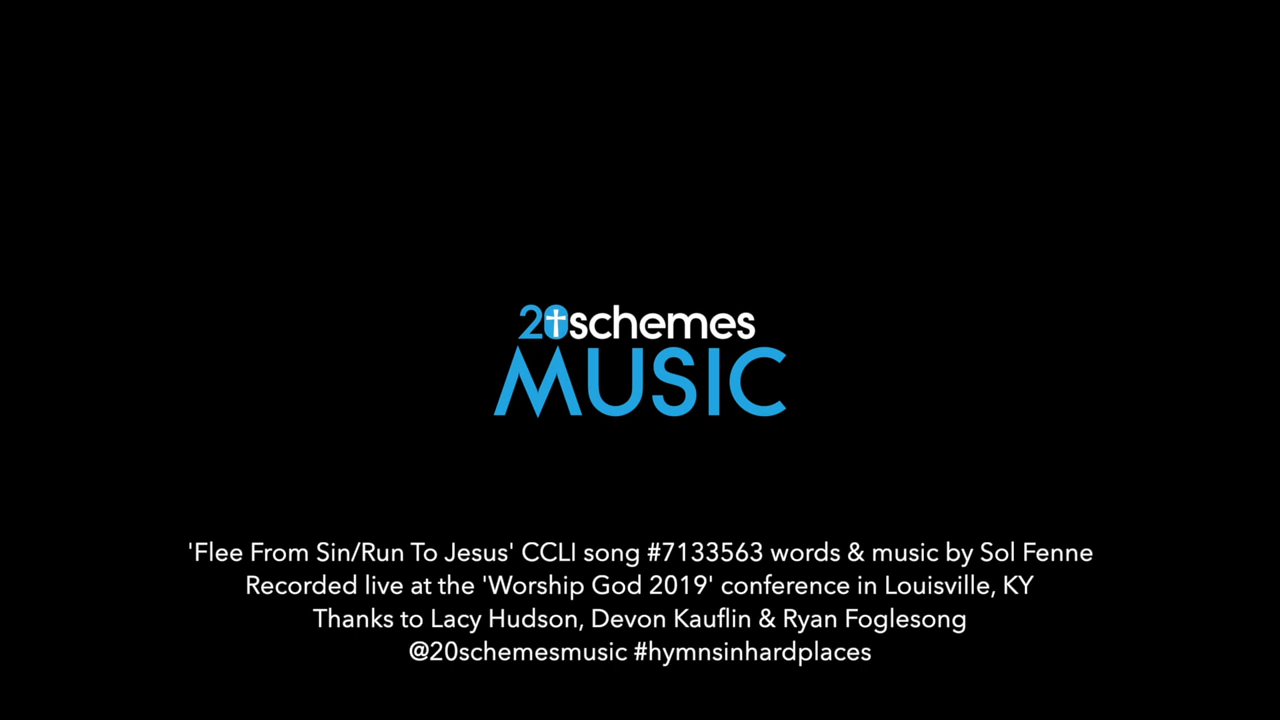 20schemes
MUSIC
'Flee From Sin/Run To Jesus' CCLI song #7133563 words & music by Sol Fenne
Recorded live at the 'Worship God 2019' conference in Louisville, KY
Thanks to Lacy Hudson, Devon Kauflin & Ryan Foglesong
@20schemesmusic #hymnsinhardplaces